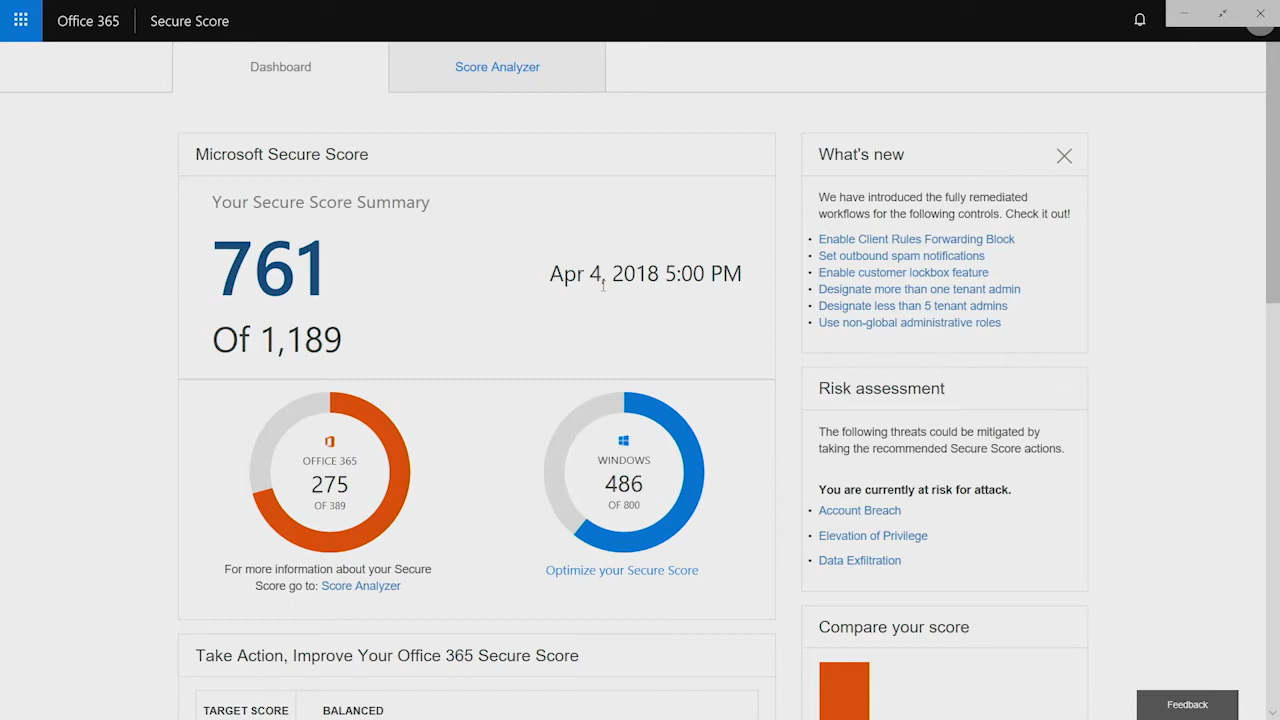 Office 365
Secure Score
Dashboard
Score Analyzer
Microsoft Secure Score
Your Secure Score Summary
761
Of 1,189
Apr 4, 2018 5:00 PM
OFFICE 365
275
OF 389
For more information about your Secure
Score go to: Score Analyzer
WINDOWS
486
OF 800
Optimize your Secure Score
Take Action, Improve Your Office 365 Secure Score
TARGET SCORE
BALANCED
What's new
We have introduced the fully remediated
workflows for the following controls. Check it out!
• Enable Client Rules Forwarding Block
• Set outbound spam notifications
• Enable customer lockbox feature
• Designate more than one tenant admin
• Designate less than 5 tenant admins
• Use non-global administrative roles
Risk assessment
The following threats could be mitigated by
taking the recommended Secure Score actions.
You are currently at risk for attack.
• Account Breach
• Elevation of Privilege
• Data Exfiltration
Compare your score
Feedback